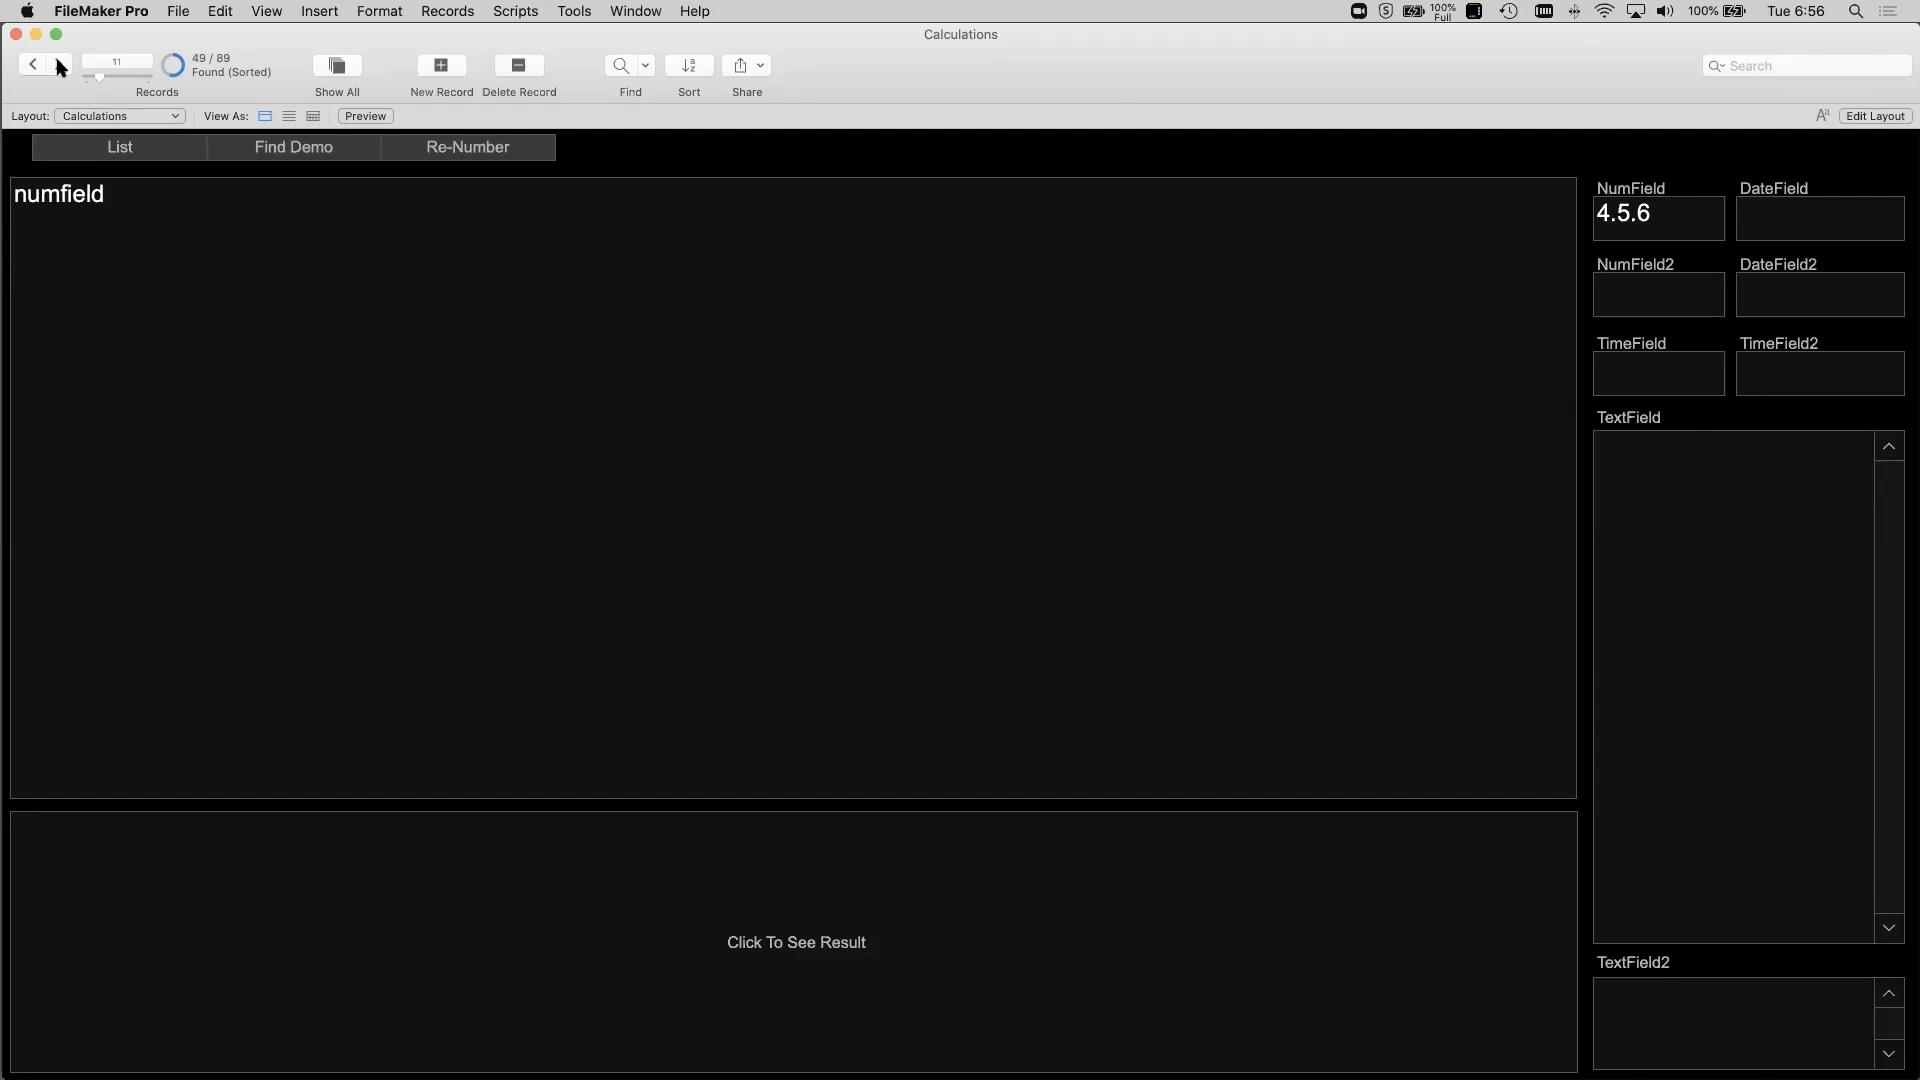 FileMaker Pro File Edit View Insert Format Records Scripts Tools Window Help 100% Full 100% Tue 6:56
Calculations
11 49 / 89 Found (Sorted)
Records Show All New Record Delete Record Find Sort Share Search
Layout: Calculations View As: Preview Aa Edit Layout
List Find Demo Re-Number
numfield
NumField DateField
4.5.6
NumField2 DateField2
TimeField TimeField2
TextField
Click To See Result
TextField2